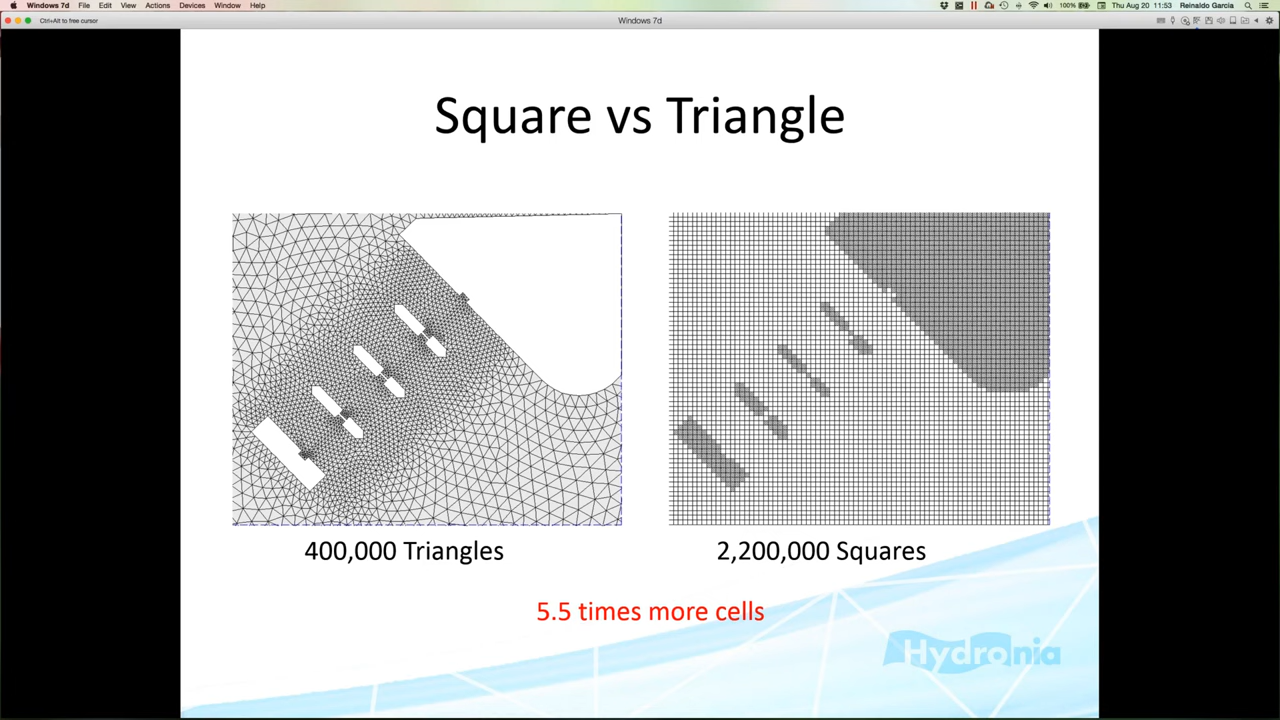 Windows 7d File Edit View Actions Devices Window Help
100% Thu Aug 20 11:53 Reinaldo Garcia
Ctrl+Alt to free cursor
Windows 7d
Square vs Triangle
400,000 Triangles
2,200,000 Squares
5.5 times more cells
Hydronia